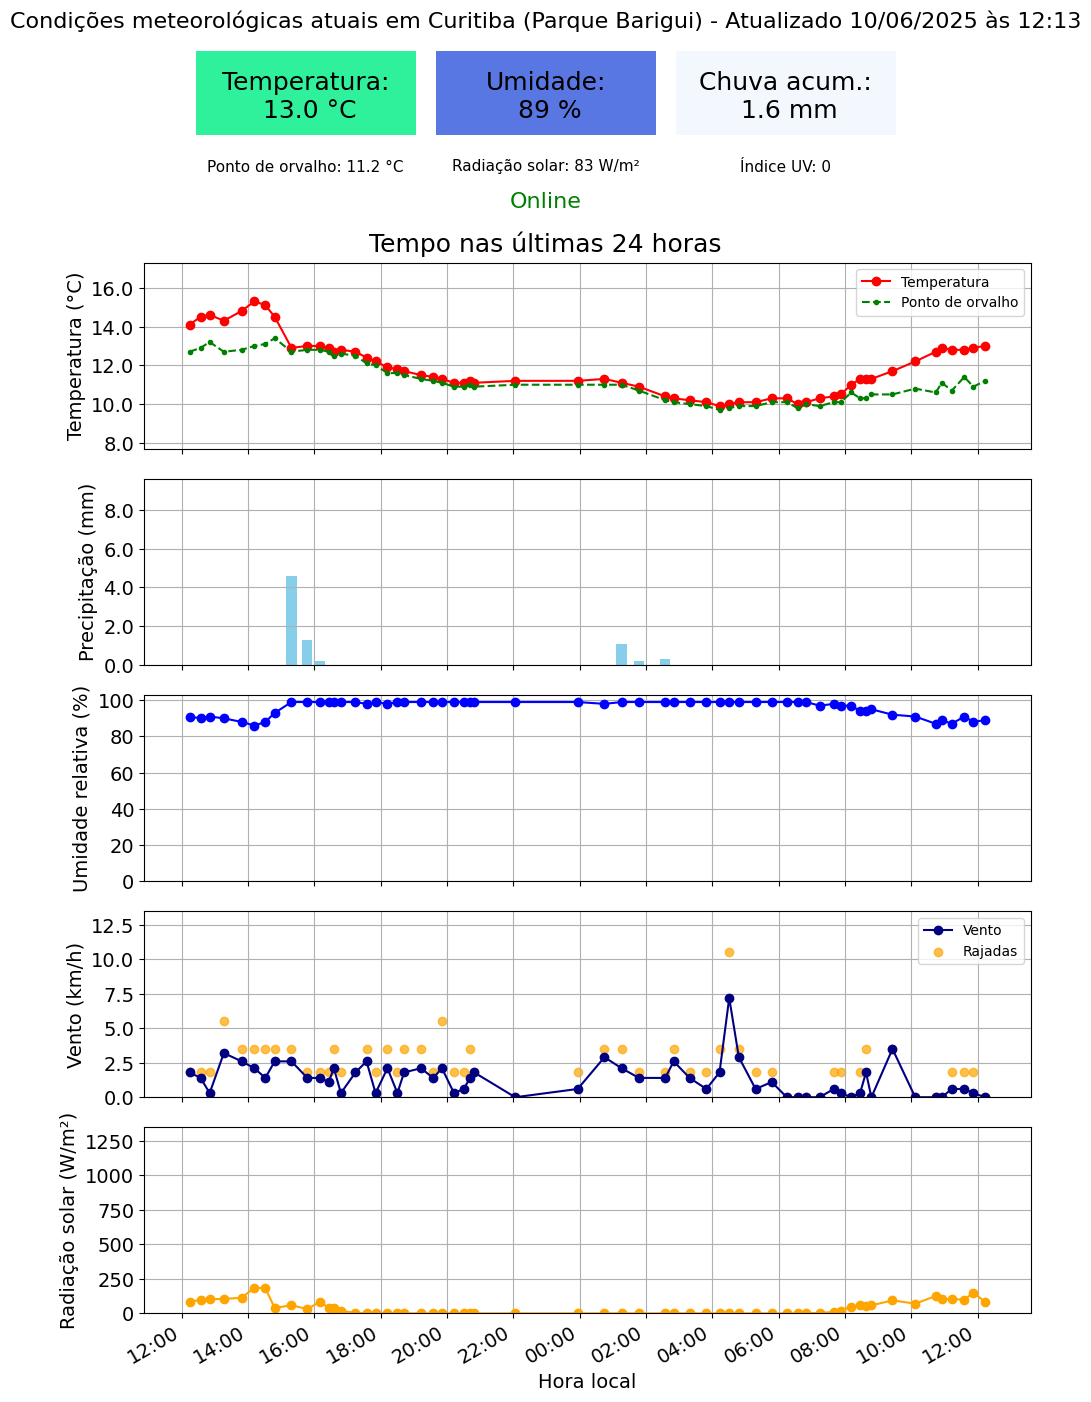 Condições meteorológicas atuais em Curitiba (Parque Barigui) - Atualizado 10/06/2025 às 12:13
Temperatura:
13.0 °C
Umidade:
89 %
Chuva acum.:
1.6 mm
Ponto de orvalho: 11.2 °C
Radiação solar: 83 W/m²
Índice UV: 0
Online
Tempo nas últimas 24 horas
Temperatura (°C)
16.0
14.0
12.0
10.0
8.0
Temperatura
Ponto de orvalho
Precipitação (mm)
8.0
6.0
4.0
2.0
0.0
Umidade relativa (%)
100
80
60
40
20
0
Vento (km/h)
12.5
10.0
7.5
5.0
2.5
0.0
Vento
Rajadas
Radiação solar (W/m²)
1250
1000
750
500
250
0
12:00 14:00 16:00 18:00 20:00 22:00 00:00 02:00 04:00 06:00 08:00 10:00 12:00
Hora local